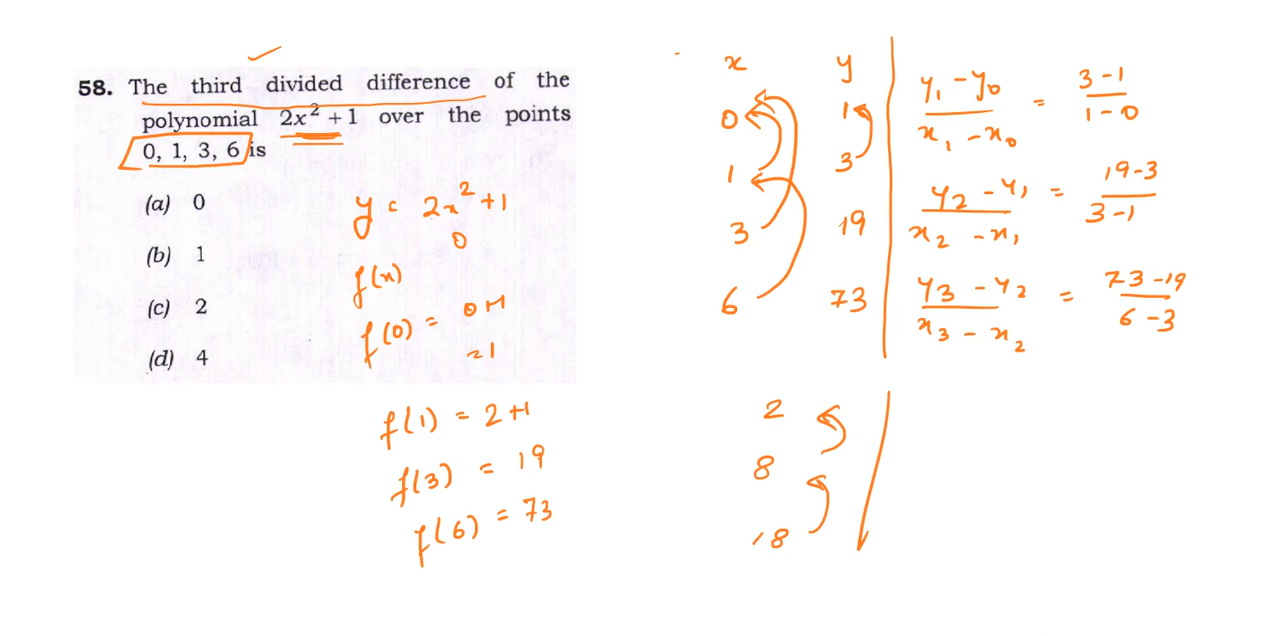 58. The third divided difference of the
polynomial 2x² + 1 over the points
0, 1, 3, 6 is
(a) 0
(b) 1
(c) 2
(d) 4
y = 2x² + 1
0
f(x)
f(0) = 0+1
=1
f(1) = 2+1
f(3) = 19
f(6) = 73
x y
0 1
1 3
3 19
6 73
y₁ - y₀ / x₁ - x₀ = 3-1 / 1-0
y₂ - y₁ / x₂ - x₁ = 19-3 / 3-1
y₃ - y₂ / x₃ - x₂ = 73-19 / 6-3
2
8
18